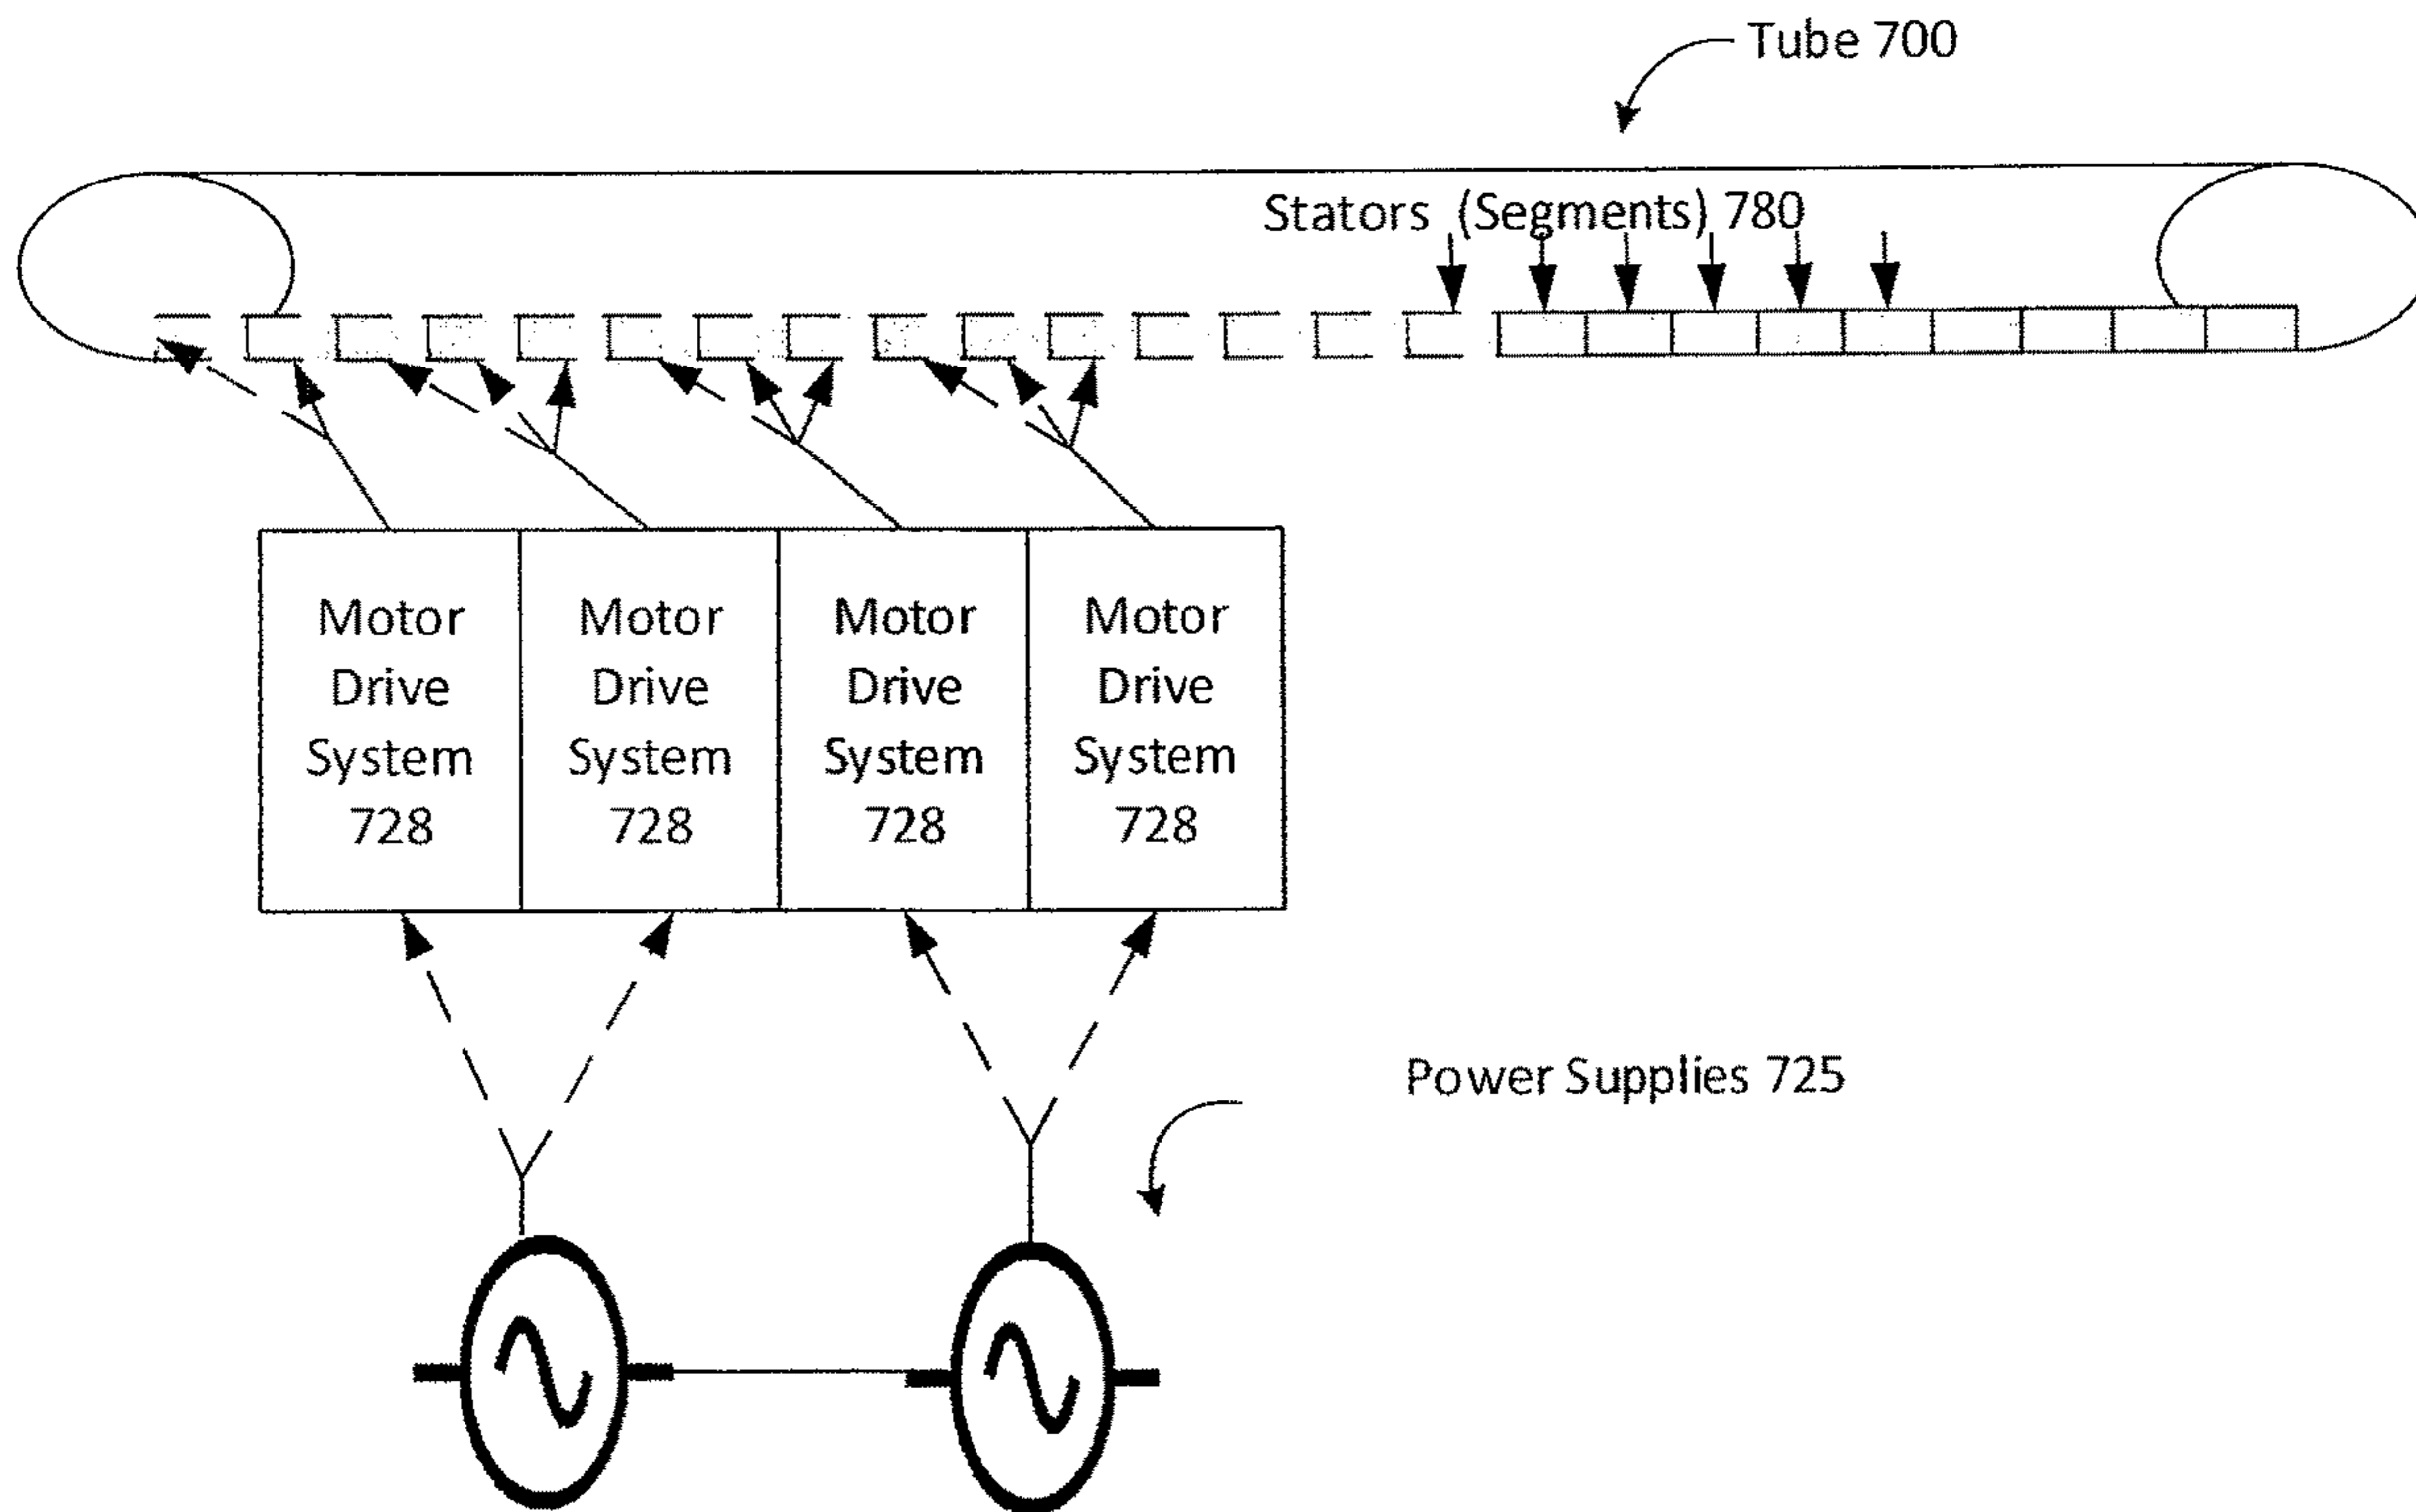 Tube 700
Stators (Segments) 780
Motor
Drive
System
728
Motor
Drive
System
728
Motor
Drive
System
728
Motor
Drive
System
728
Power Supplies 725